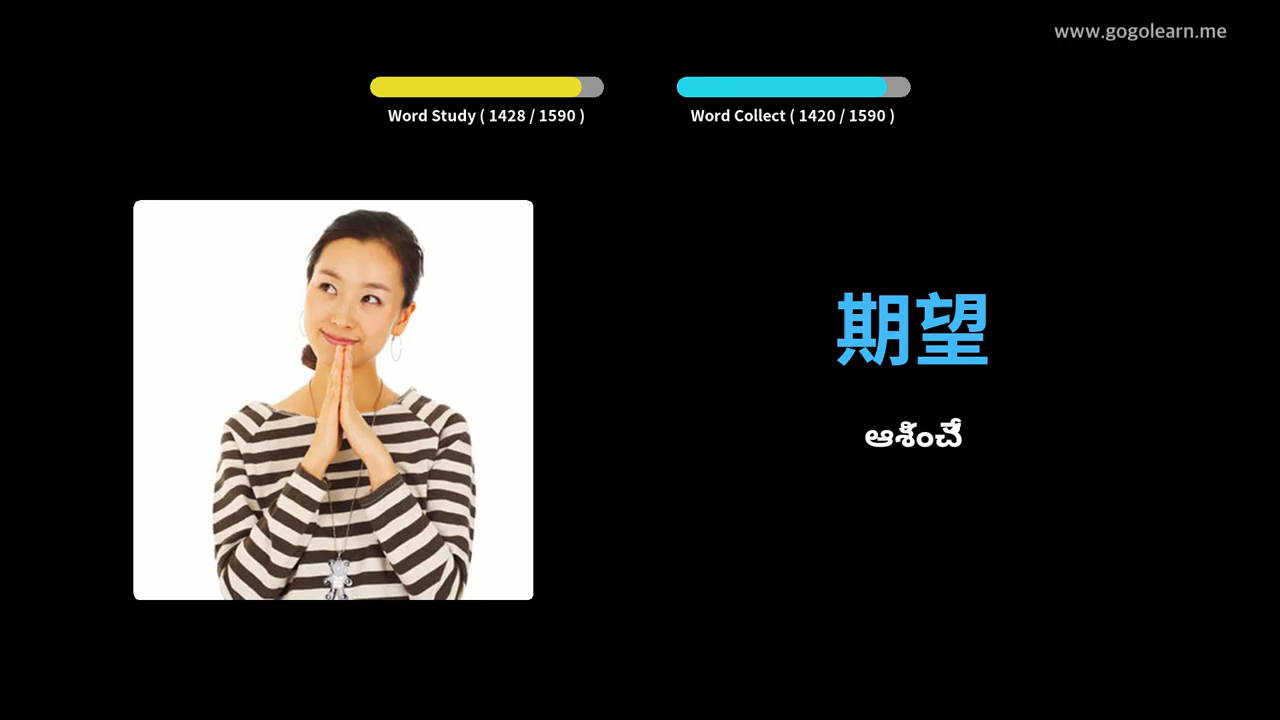 www.gogolearn.me
Word Study ( 1428 / 1590 )
Word Collect ( 1420 / 1590 )
期望
ఆశించే